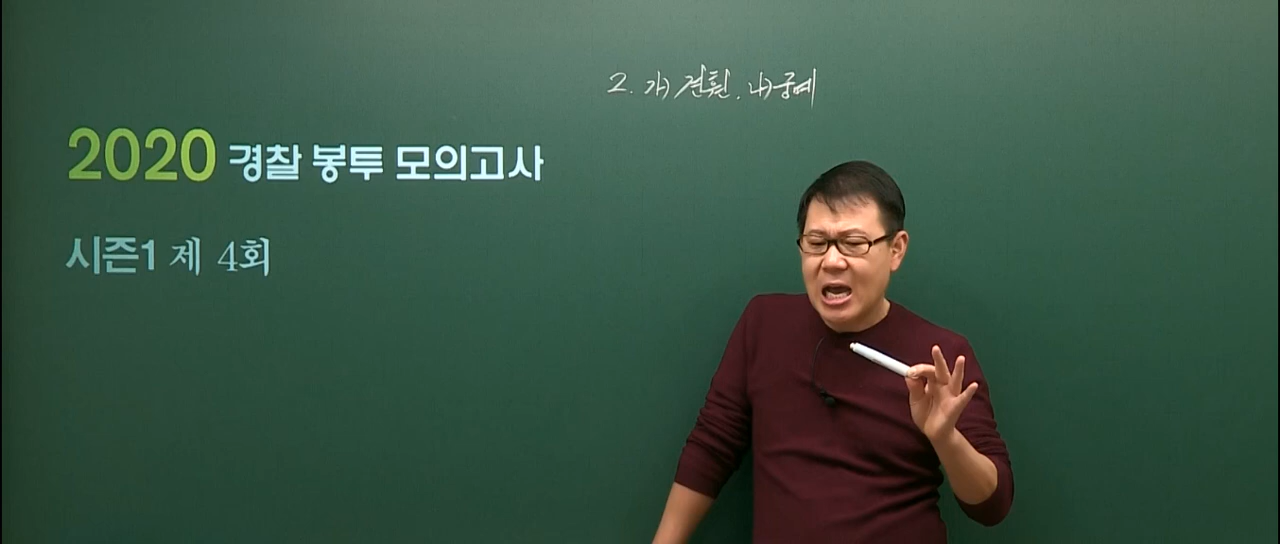 2. 가) 견훤. 나) 궁예
2020 경찰 봉투 모의고사
시즌1 제 4회